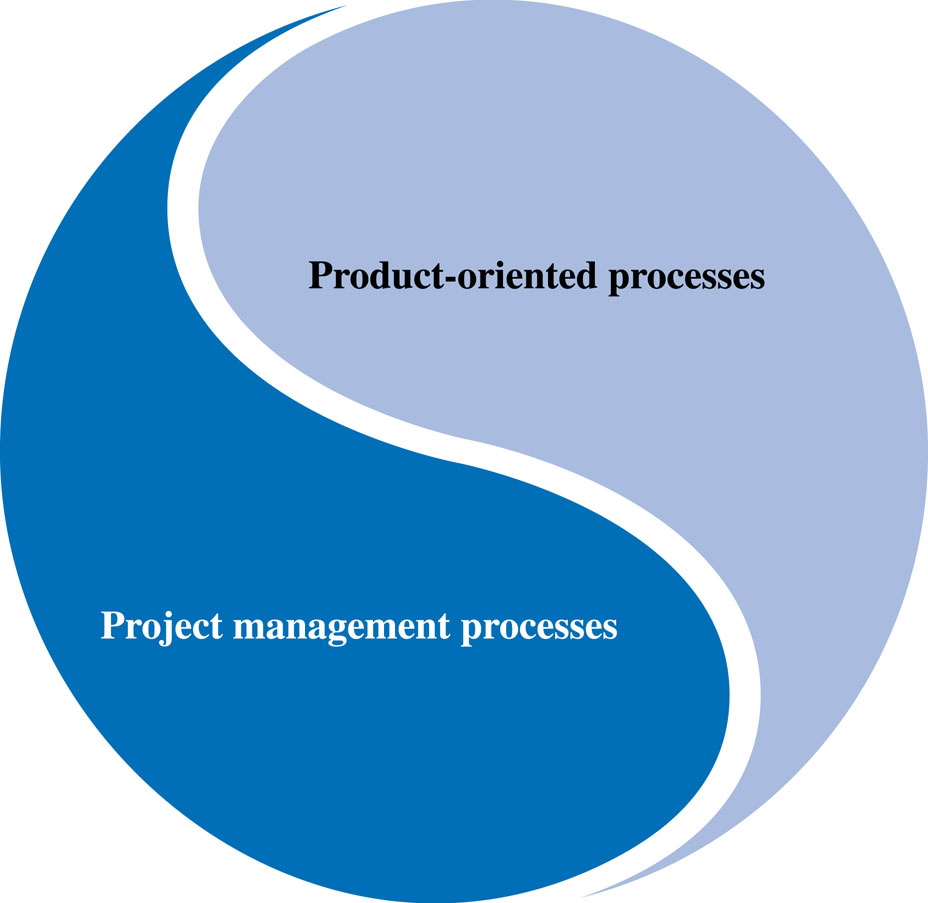 Product-oriented processes
Project management processes